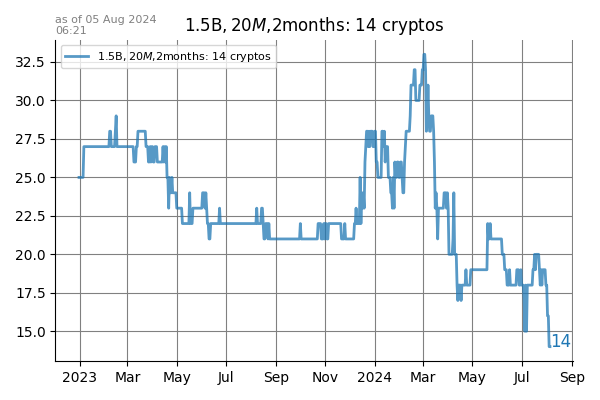 as of 05 Aug 2024
06:21
1.5B, 20M,2months: 14 cryptos
1.5B, 20M,2months: 14 cryptos
32.5
30.0
27.5
25.0
22.5
20.0
17.5
15.0
14
2023 Mar May Jul Sep Nov 2024 Mar May Jul Sep